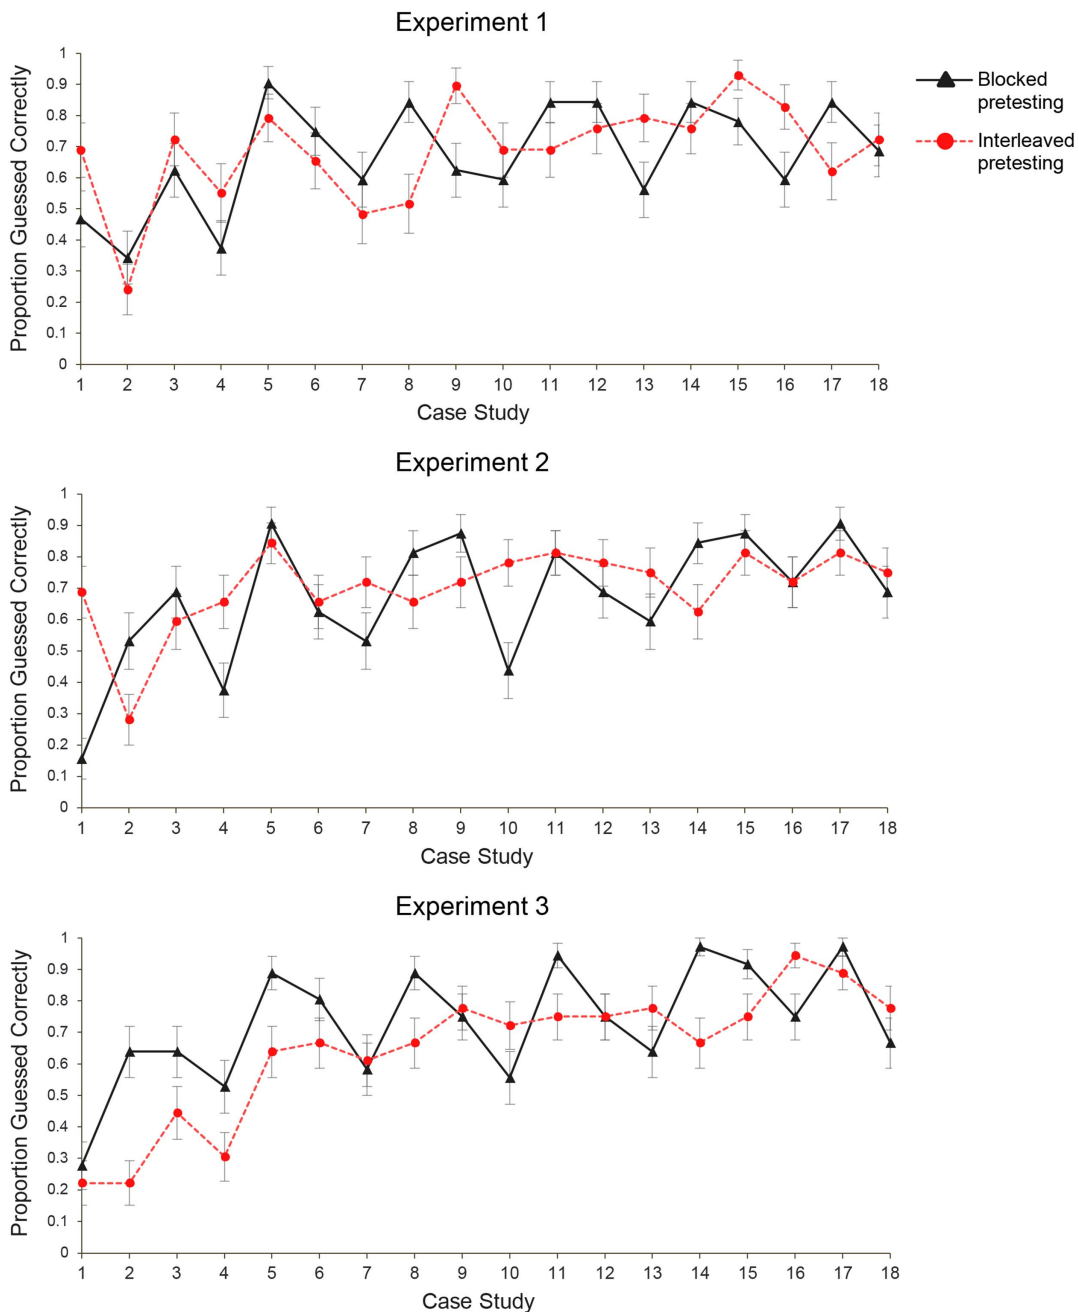 Experiment 1
Proportion Guessed Correctly
1
0.9
0.8
0.7
0.6
0.5
0.4
0.3
0.2
0.1
0
1 2 3 4 5 6 7 8 9 10 11 12 13 14 15 16 17 18
Case Study
Blocked
pretesting
Interleaved
pretesting
Experiment 2
Proportion Guessed Correctly
1
0.9
0.8
0.7
0.6
0.5
0.4
0.3
0.2
0.1
0
1 2 3 4 5 6 7 8 9 10 11 12 13 14 15 16 17 18
Case Study
Experiment 3
Proportion Guessed Correctly
1
0.9
0.8
0.7
0.6
0.5
0.4
0.3
0.2
0.1
0
1 2 3 4 5 6 7 8 9 10 11 12 13 14 15 16 17 18
Case Study